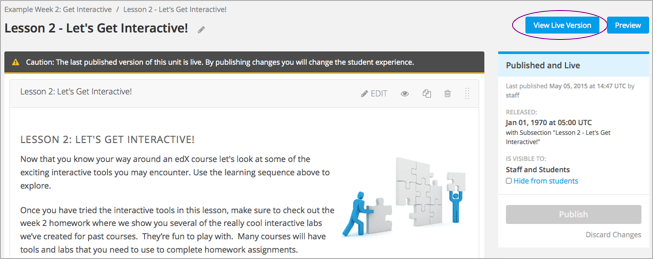 Example Week 2: Get Interactive / Lesson 2 - Let's Get Interactive!
Lesson 2 - Let's Get Interactive!
View Live Version
Preview
Caution: The last published version of this unit is live. By publishing changes you will change the student experience.
Lesson 2: Let's Get Interactive!
EDIT
LESSON 2: LET'S GET INTERACTIVE!
Now that you know your way around an edX course let's look at some of the
exciting interactive tools you may encounter. Use the learning sequence above to
explore.
Once you have tried the interactive tools in this lesson, make sure to check out the
week 2 homework where we show you several of the really cool interactive labs
we've created for past courses. They're fun to play with. Many courses will have
tools and labs that you need to use to complete homework assignments.
Published and Live
Last published May 05, 2015 at 14:47 UTC by
staff
RELEASED:
Jan 01, 1970 at 05:00 UTC
with Subsection "Lesson 2 - Let's Get
Interactive!"
IS VISIBLE TO:
Staff and Students
Hide from students
Publish
Discard Changes